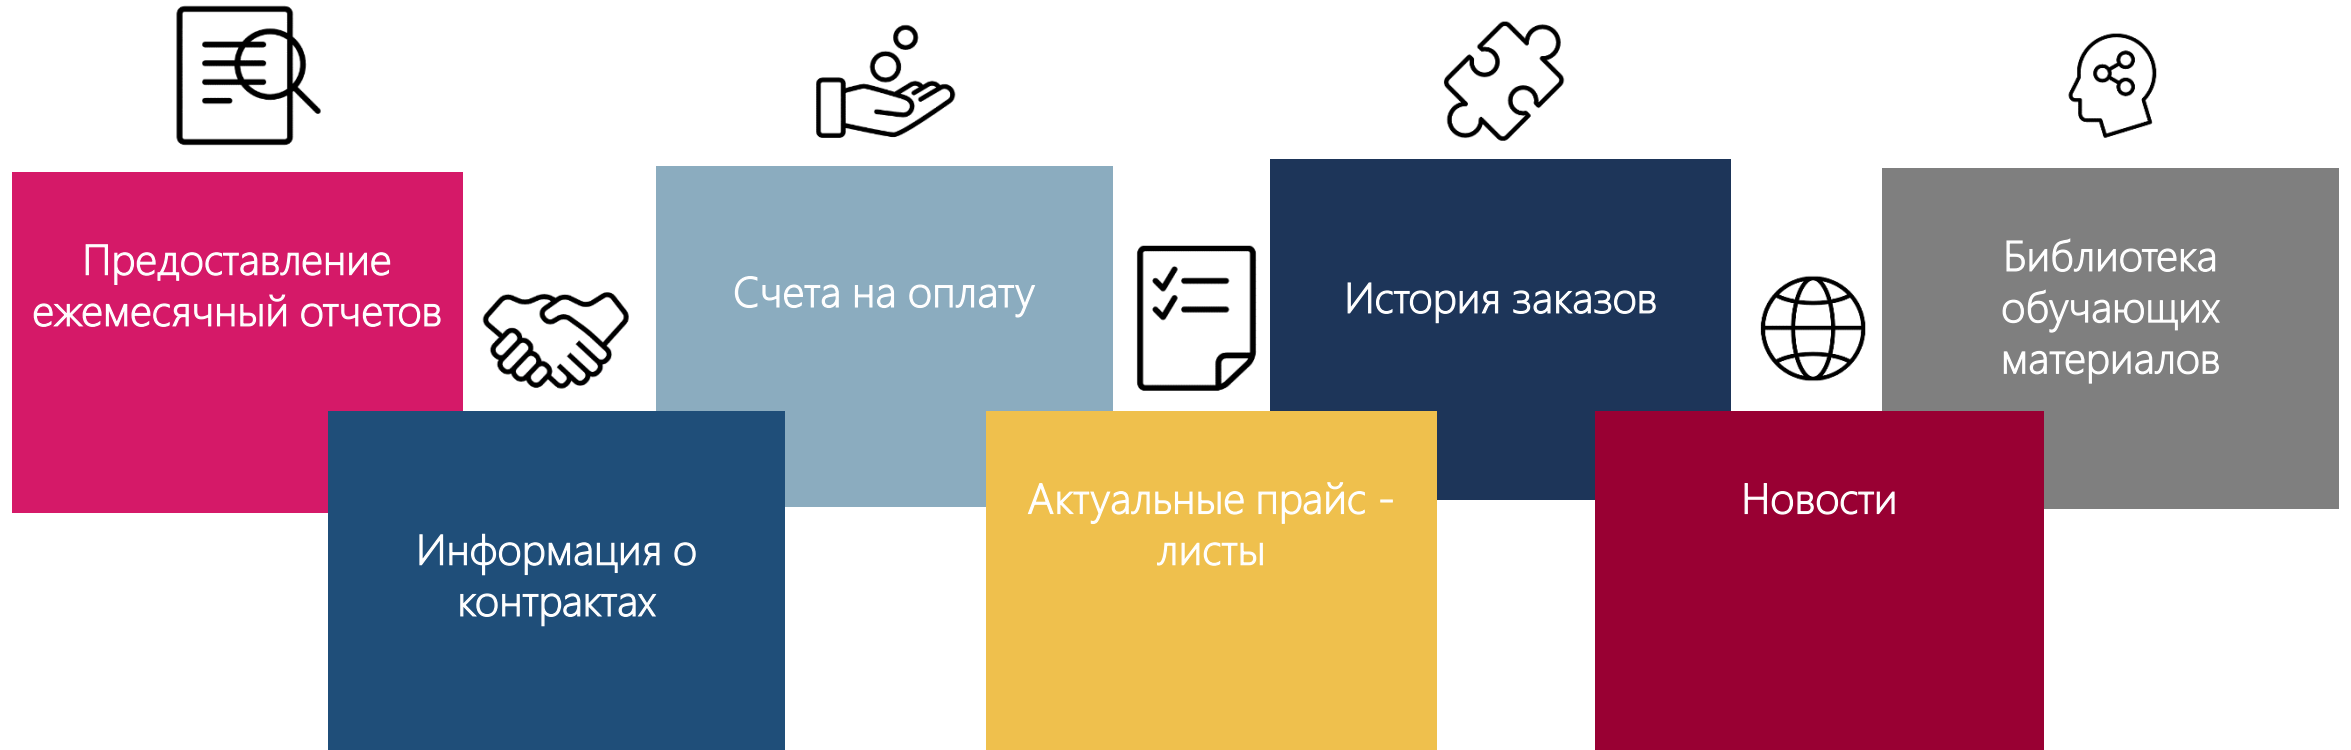 Предоставление
ежемесячный отчетов
Информация о
контрактах
Счета на оплату
Актуальные прайс -
листы
История заказов
Новости
Библиотека
обучающих
материалов